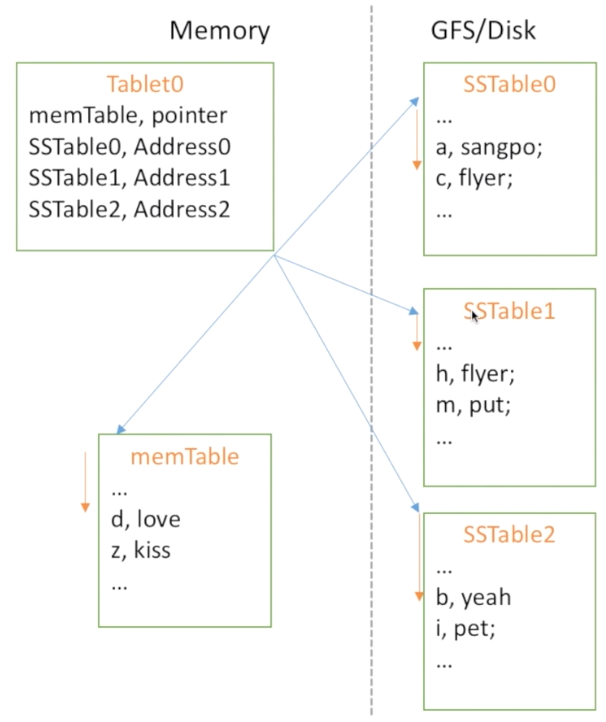 Memory
GFS/Disk
Tablet0
memTable, pointer
SSTable0, Address0
SSTable1, Address1
SSTable2, Address2
SSTable0
...
a, sangpo;
c, flyer;
...
SSTable1
...
h, flyer;
m, put;
...
memTable
...
d, love
z, kiss
...
SSTable2
...
b, yeah
i, pet;
...